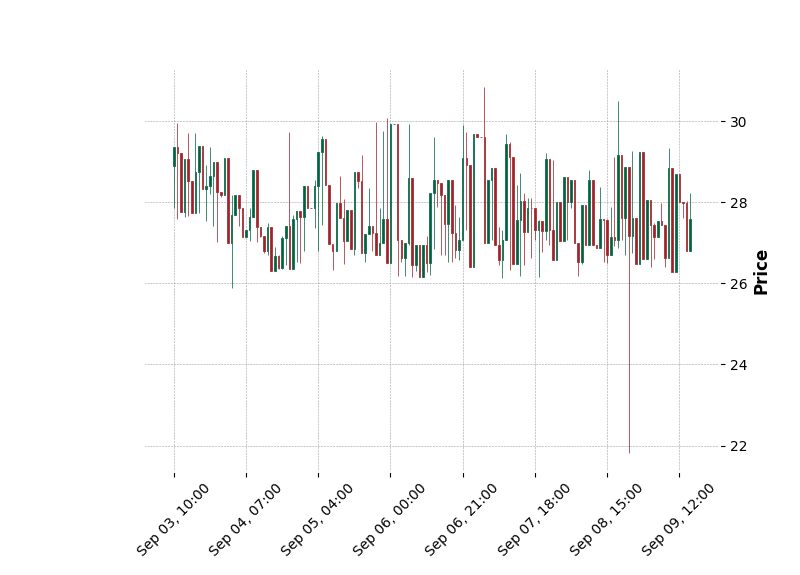 30
28
26
24
22
Price
Sep 03, 10:00
Sep 04, 07:00
Sep 05, 04:00
Sep 06, 00:00
Sep 06, 21:00
Sep 07, 18:00
Sep 08, 15:00
Sep 09, 12:00